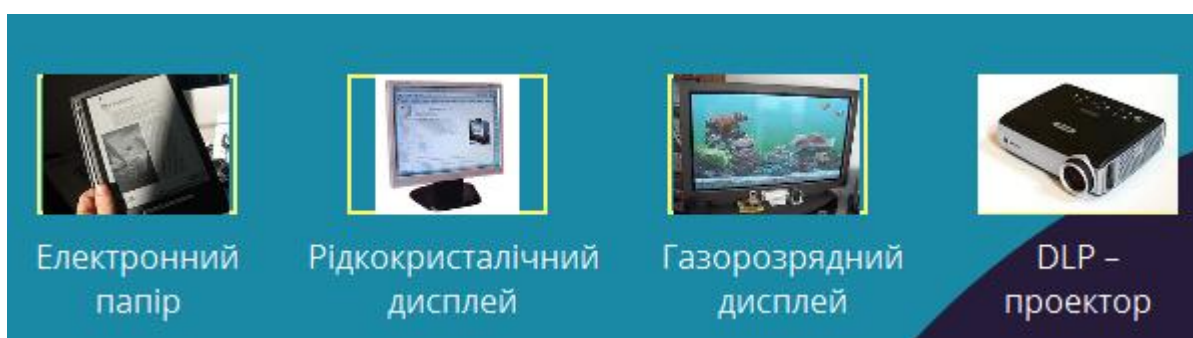 Електронний
папір
Рідкокристалічний
дисплей
Газорозрядний
дисплей
DLP –
проектор